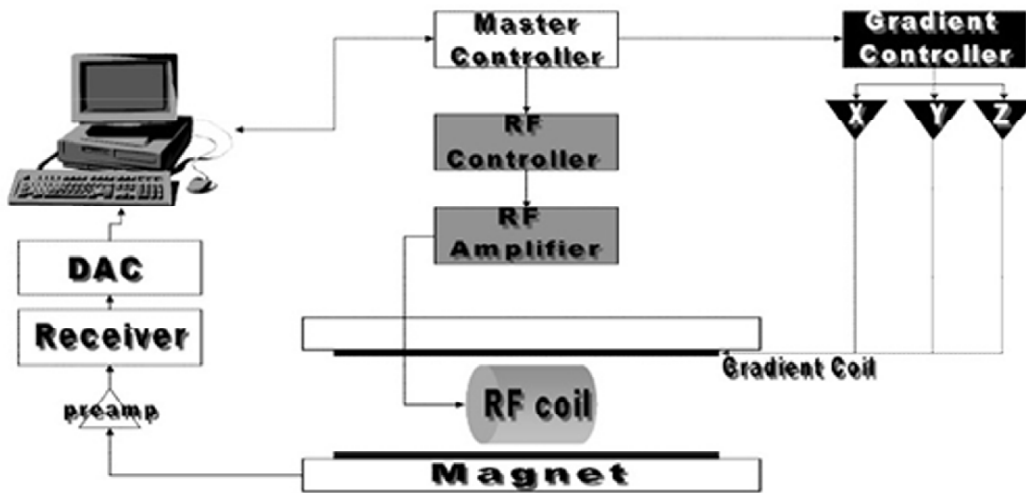 Master
Controller
Gradient
Controller
X Y Z
RF
Controller
RF
Amplifier
DAC
Receiver
preamp
Gradient Coil
RF coil
Magnet